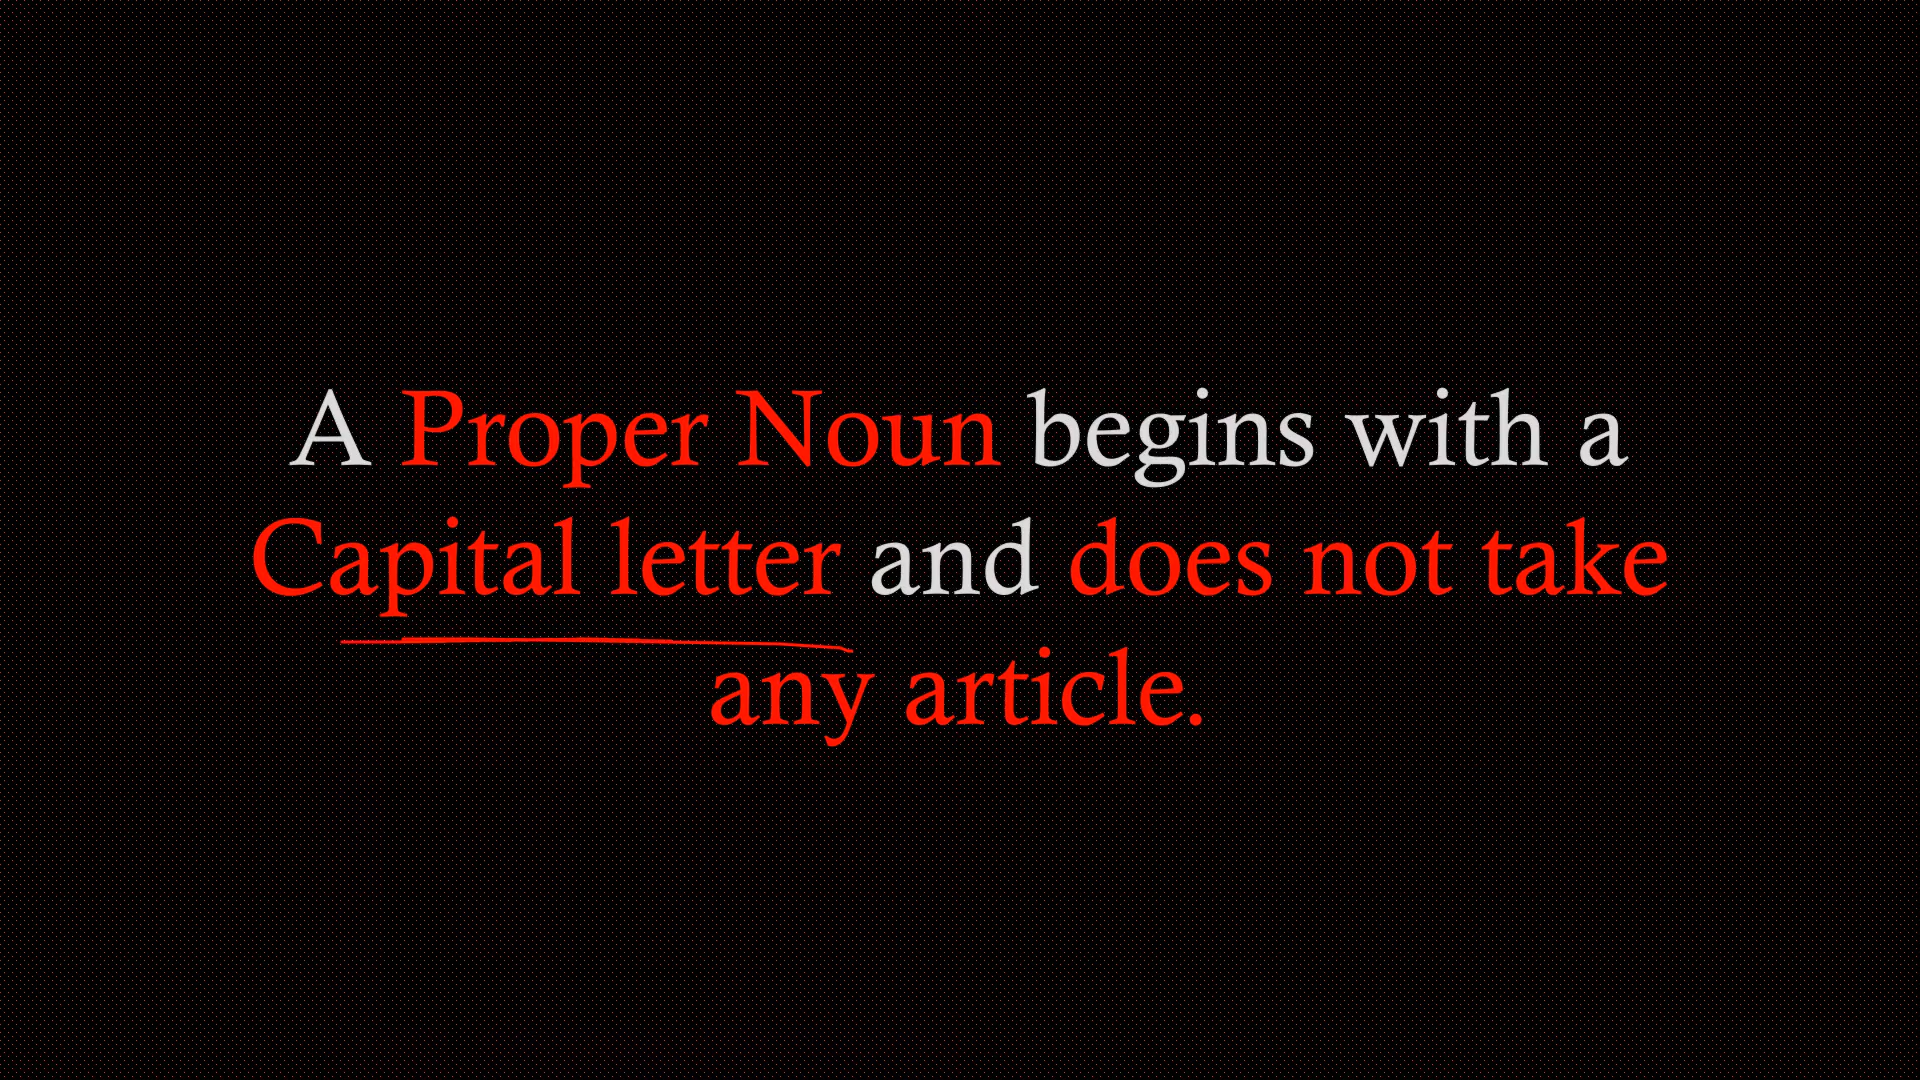 A Proper Noun begins with a
Capital letter and does not take
any article.